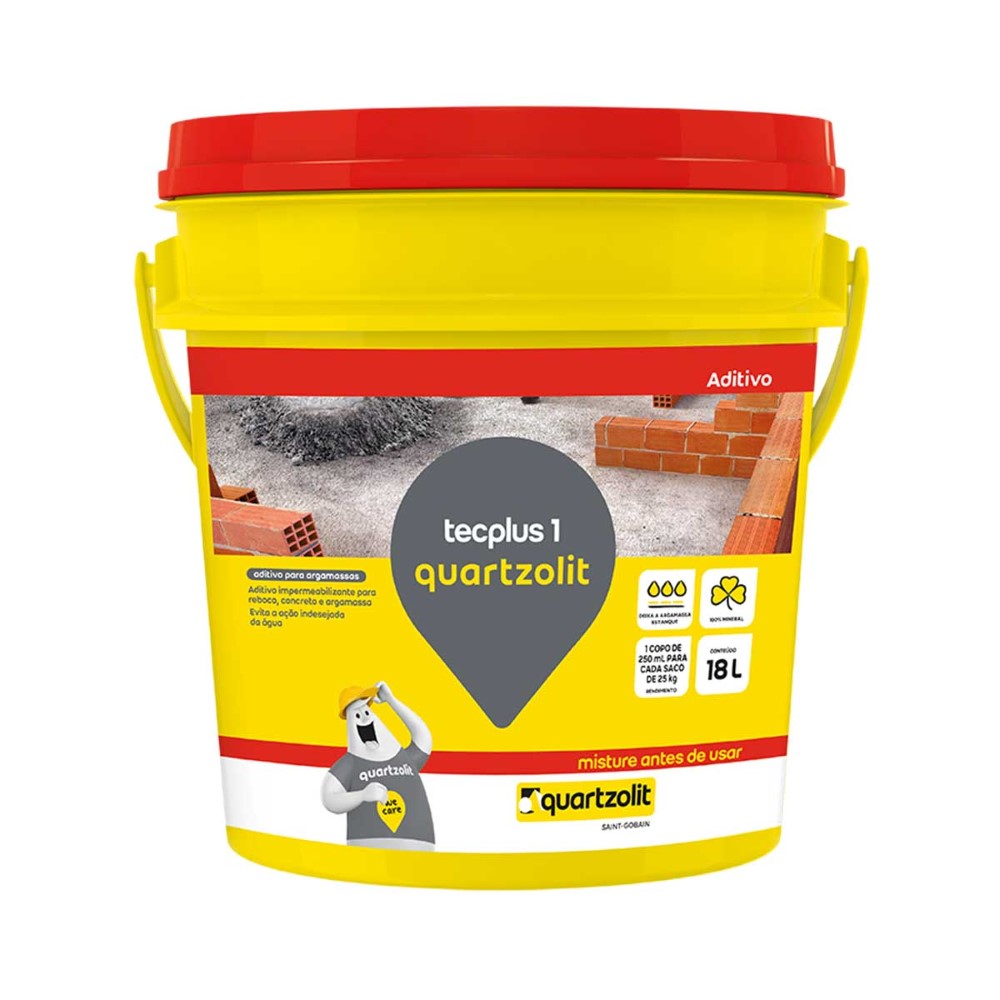 Aditivo
tecplus 1
quartzolit
aditivo para argamassas
Aditivo impermeabilizante para
reboco, concreto e argamassa
Evita a ação indesejada
da água
DEIXA A ARGAMASSA
ESTANQUE
100% MINERAL
1 COPO DE
250 mL PARA
CADA SACO
DE 25 kg
RENDIMENTO
CONTEÚDO
18 L
misture antes de usar
quartzolit
we
care
quartzolit
SAINT-GOBAIN